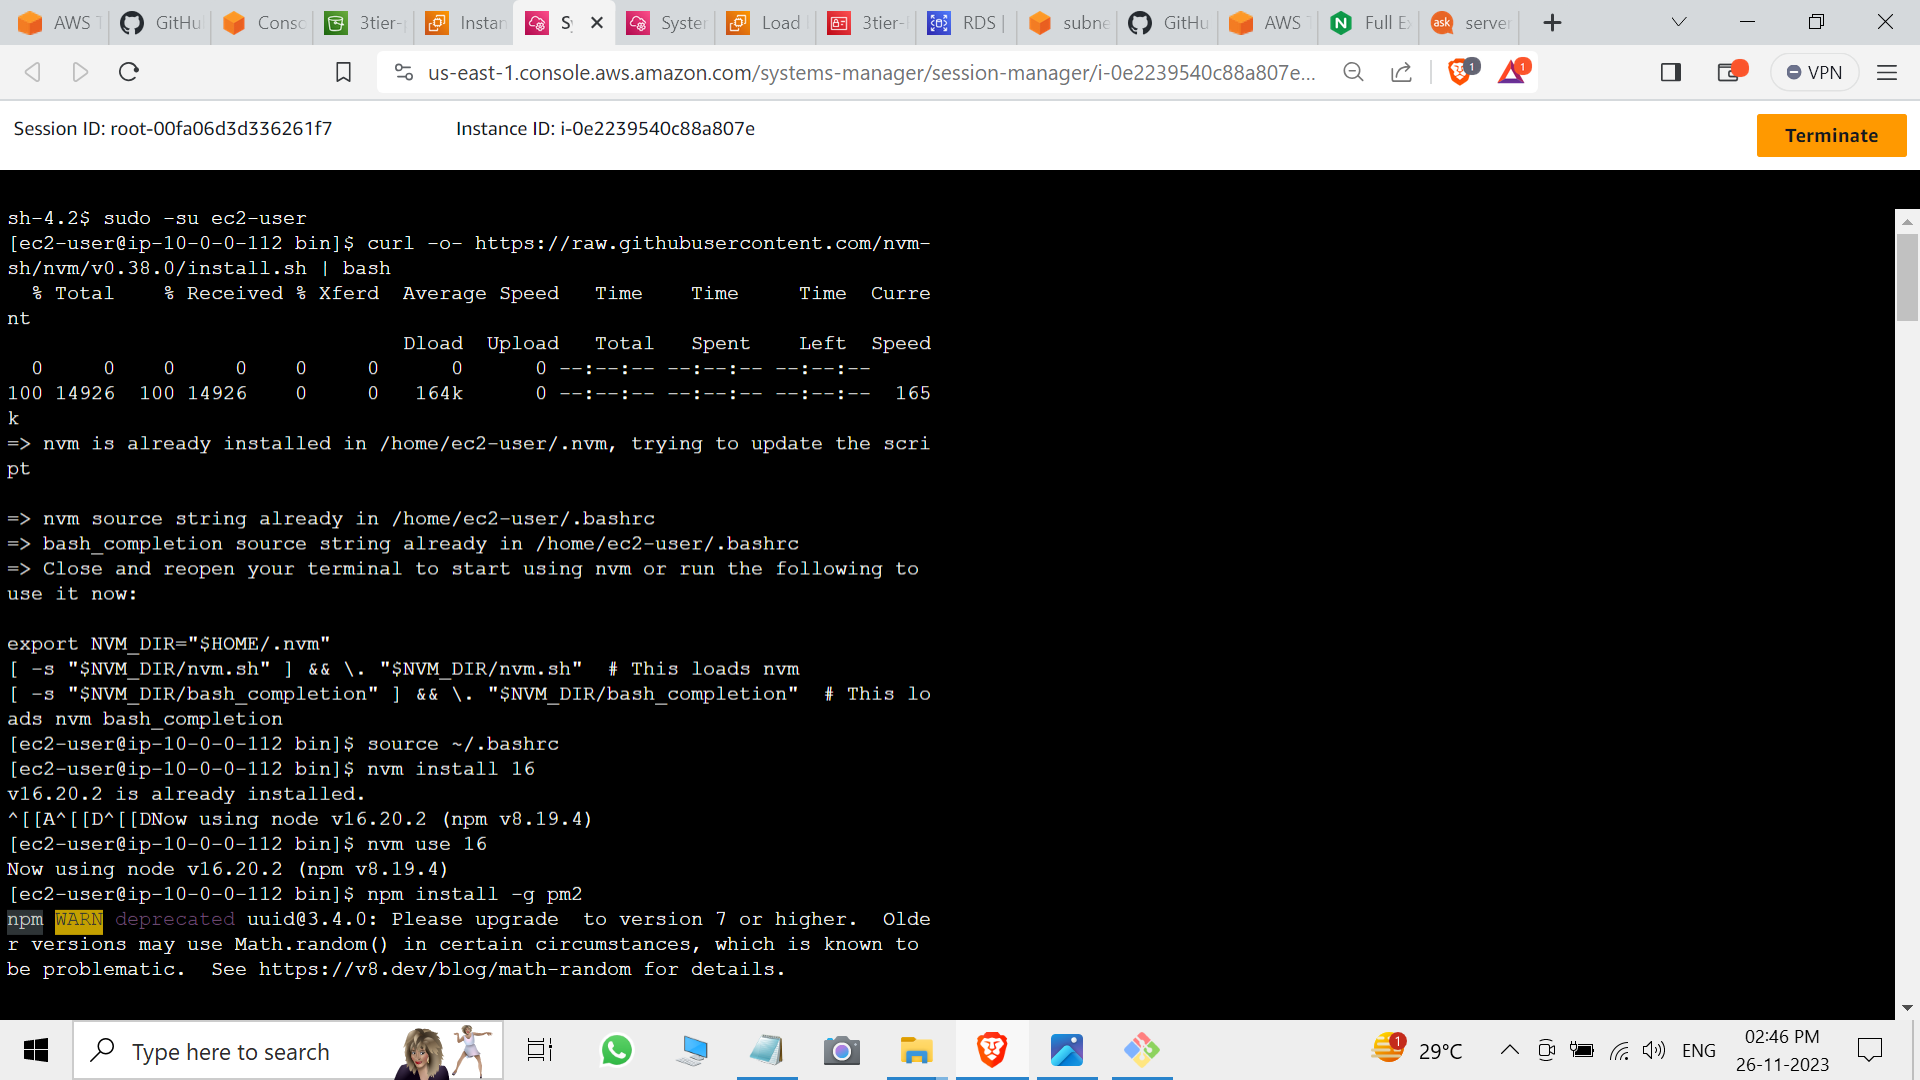 AWS T
GitHu
Conso
3tier-
Instan
Sy
System
Load
3tier-
RDS |
subne
GitHu
AWS T
Full Ex
server
us-east-1.console.aws.amazon.com/systems-manager/session-manager/i-0e2239540c88a807e...
1
1
VPN
Session ID: root-00fa06d3d336261f7
Instance ID: i-0e2239540c88a807e
Terminate
sh-4.2$ sudo -su ec2-user
[ec2-user@ip-10-0-0-112 bin]$ curl -o- https://raw.githubusercontent.com/nvm-
sh/nvm/v0.38.0/install.sh | bash
  % Total    % Received % Xferd  Average Speed   Time    Time     Time  Curre
nt
                                 Dload  Upload   Total   Spent    Left  Speed
  0     0    0     0    0     0      0      0 --:--:-- --:--:-- --:--:--
100 14926  100 14926    0     0   164k      0 --:--:-- --:--:-- --:--:--  165
k
=> nvm is already installed in /home/ec2-user/.nvm, trying to update the scri
pt
=> nvm source string already in /home/ec2-user/.bashrc
=> bash_completion source string already in /home/ec2-user/.bashrc
=> Close and reopen your terminal to start using nvm or run the following to
use it now:
export NVM_DIR="$HOME/.nvm"
[ -s "$NVM_DIR/nvm.sh" ] && \. "$NVM_DIR/nvm.sh"  # This loads nvm
[ -s "$NVM_DIR/bash_completion" ] && \. "$NVM_DIR/bash_completion"  # This lo
ads nvm bash_completion
[ec2-user@ip-10-0-0-112 bin]$ source ~/.bashrc
[ec2-user@ip-10-0-0-112 bin]$ nvm install 16
v16.20.2 is already installed.
^[[A^[[D^[[DNow using node v16.20.2 (npm v8.19.4)
[ec2-user@ip-10-0-0-112 bin]$ nvm use 16
Now using node v16.20.2 (npm v8.19.4)
[ec2-user@ip-10-0-0-112 bin]$ npm install -g pm2
npm WARN deprecated uuid@3.4.0: Please upgrade  to version 7 or higher.  Olde
r versions may use Math.random() in certain circumstances, which is known to
be problematic.  See https://v8.dev/blog/math-random for details.
Type here to search
1
29°C
ENG
02:46 PM
26-11-2023